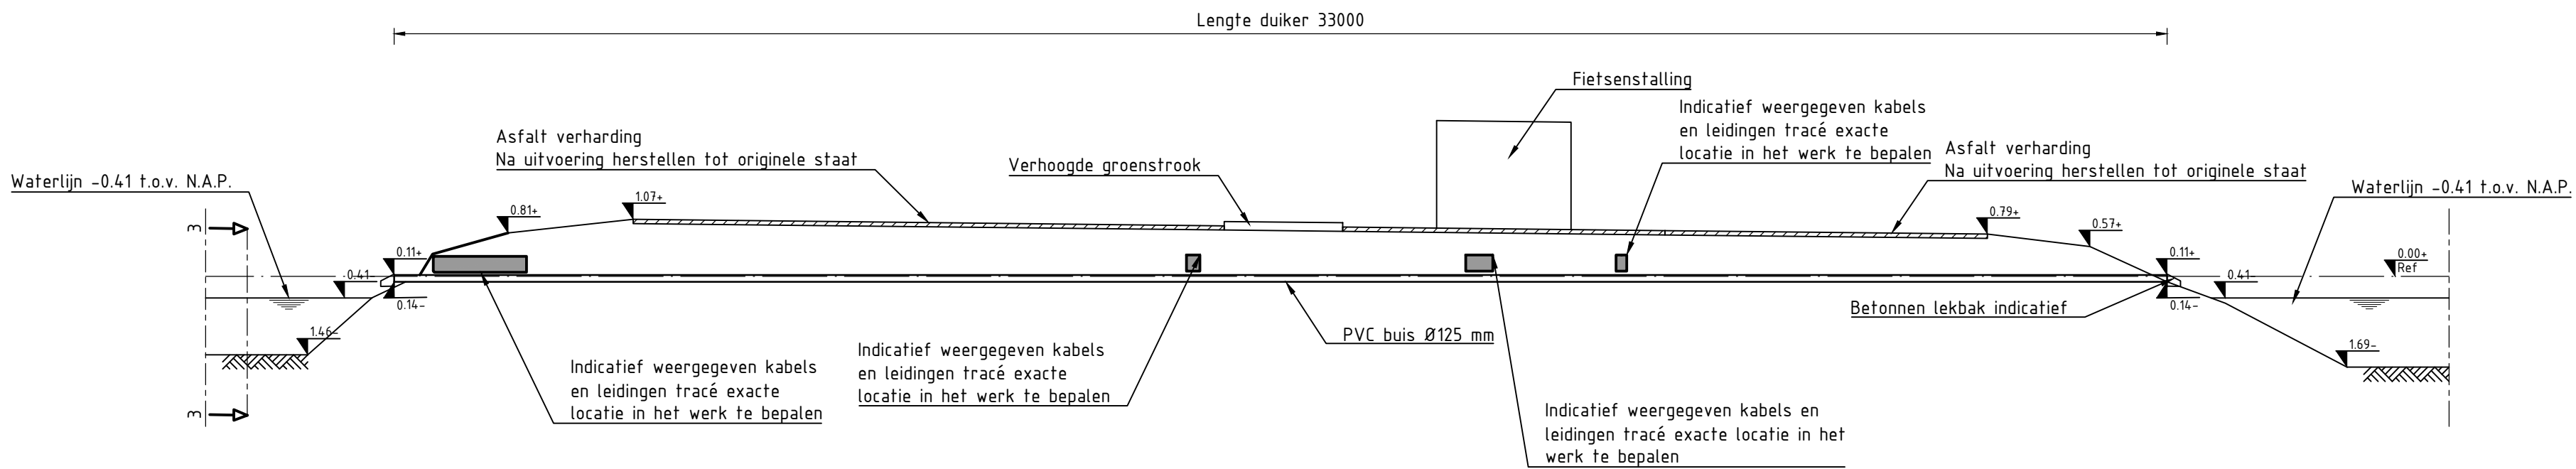 Lengte duiker 33000
Fietsenstalling
Indicatief weergegeven kabels
en leidingen tracé exacte
locatie in het werk te bepalen
Asfalt verharding
Na uitvoering herstellen tot originele staat
Verhoogde groenstrook
Asfalt verharding
Na uitvoering herstellen tot originele staat
Waterlijn -0.41 t.o.v. N.A.P.
Waterlijn -0.41 t.o.v. N.A.P.
3
0.81+
1.07+
0.79+
0.57+
0.11+
0.11+
0.00+
Ref
0.41-
0.41-
0.14-
0.14-
Betonnen lekbak indicatief
1.46-
PVC buis Ø125 mm
1.69-
Indicatief weergegeven kabels
en leidingen tracé exacte
locatie in het werk te bepalen
Indicatief weergegeven kabels
en leidingen tracé exacte
locatie in het werk te bepalen
3
Indicatief weergegeven kabels en
leidingen tracé exacte locatie in het
werk te bepalen